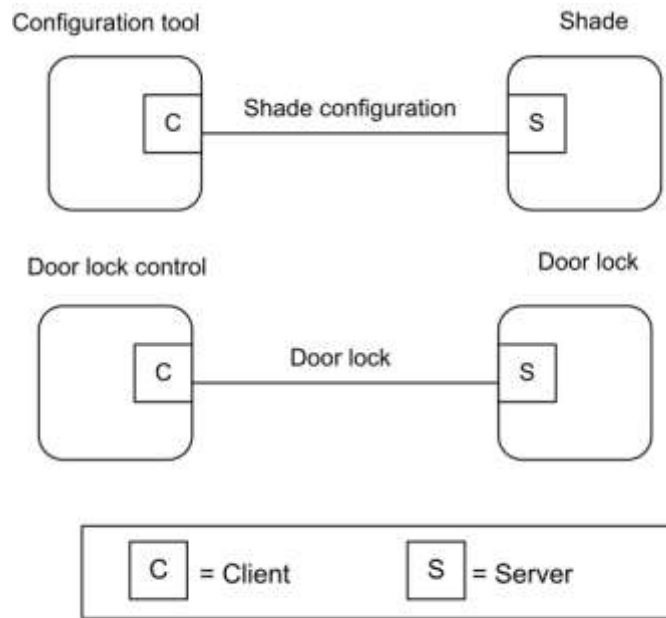 Configuration tool
Shade
C
Shade configuration
S
Door lock control
Door lock
C
Door lock
S
C = Client
S = Server